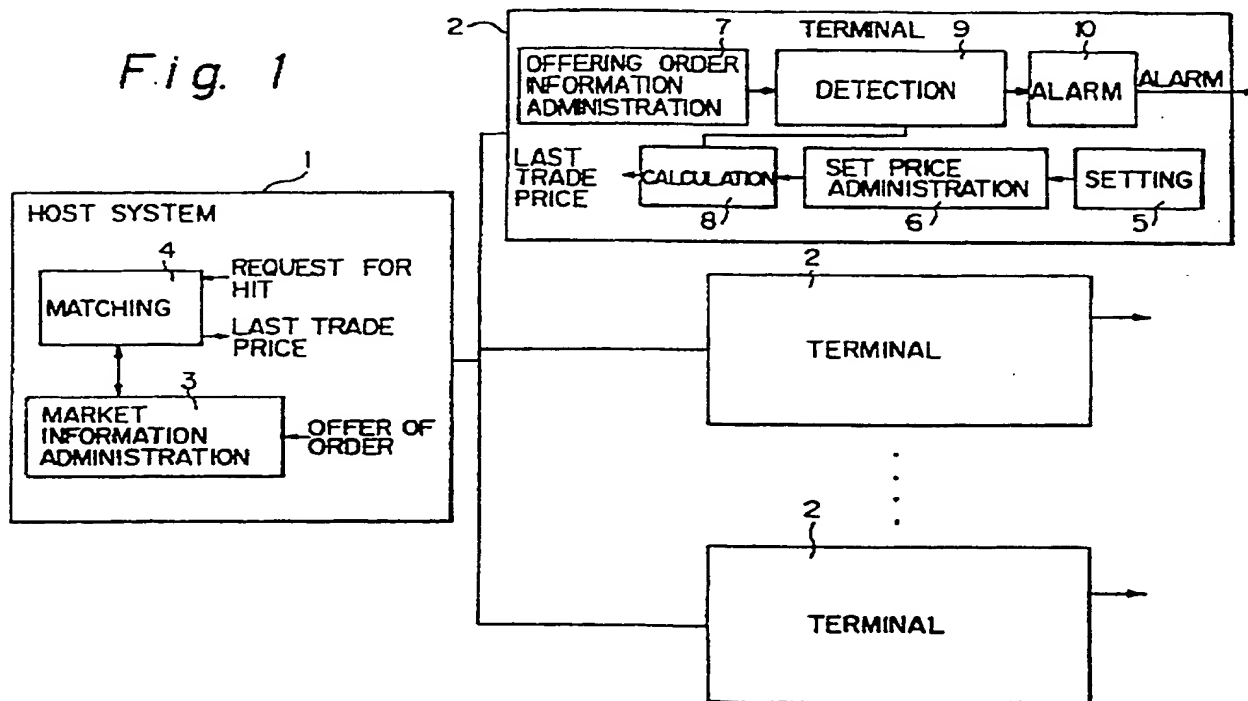 Fig. 1
1
HOST SYSTEM
4
MATCHING
REQUEST FOR
HIT
LAST TRADE
PRICE
3
MARKET
INFORMATION
ADMINISTRATION
OFFER OF
ORDER
2
TERMINAL
7
OFFERING ORDER
INFORMATION
ADMINISTRATION
9
DETECTION
10
ALARM
ALARM
LAST
TRADE
PRICE
CALCULATION
8
SET PRICE
ADMINISTRATION
6
SETTING
5
2
TERMINAL
2
TERMINAL